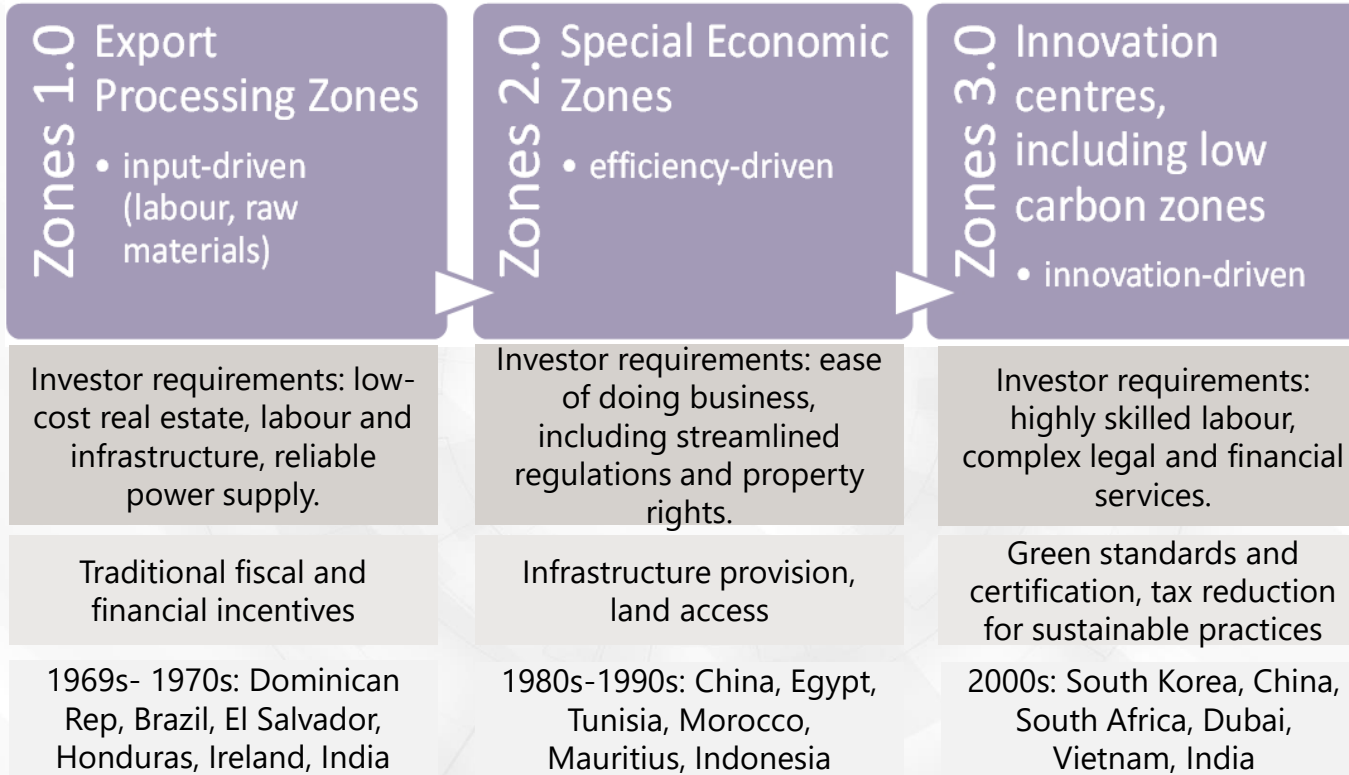 Zones 1.0
Export
Processing Zones
• input-driven
(labour, raw
materials)
Zones 2.0
Special Economic
Zones
• efficiency-driven
Zones 3.0
Innovation
centres,
including low
carbon zones
• innovation-driven
Investor requirements: low-
cost real estate, labour and
infrastructure, reliable
power supply.
Investor requirements: ease
of doing business,
including streamlined
regulations and property
rights.
Investor requirements:
highly skilled labour,
complex legal and financial
services.
Traditional fiscal and
financial incentives
Infrastructure provision,
land access
Green standards and
certification, tax reduction
for sustainable practices
1969s- 1970s: Dominican
Rep, Brazil, El Salvador,
Honduras, Ireland, India
1980s-1990s: China, Egypt,
Tunisia, Morocco,
Mauritius, Indonesia
2000s: South Korea, China,
South Africa, Dubai,
Vietnam, India